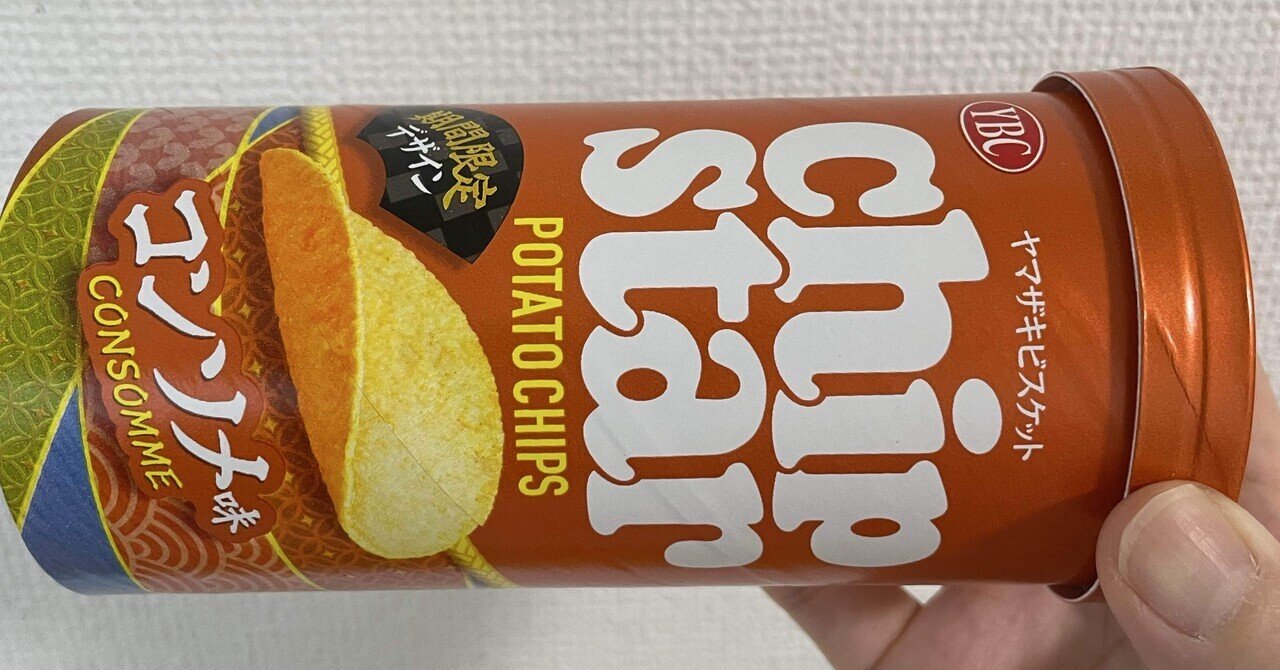 YBC
ヤマザキビスケット
chip
star
POTATO CHIPS
期間限定
デザイン
コンソメ味
CONSOMME